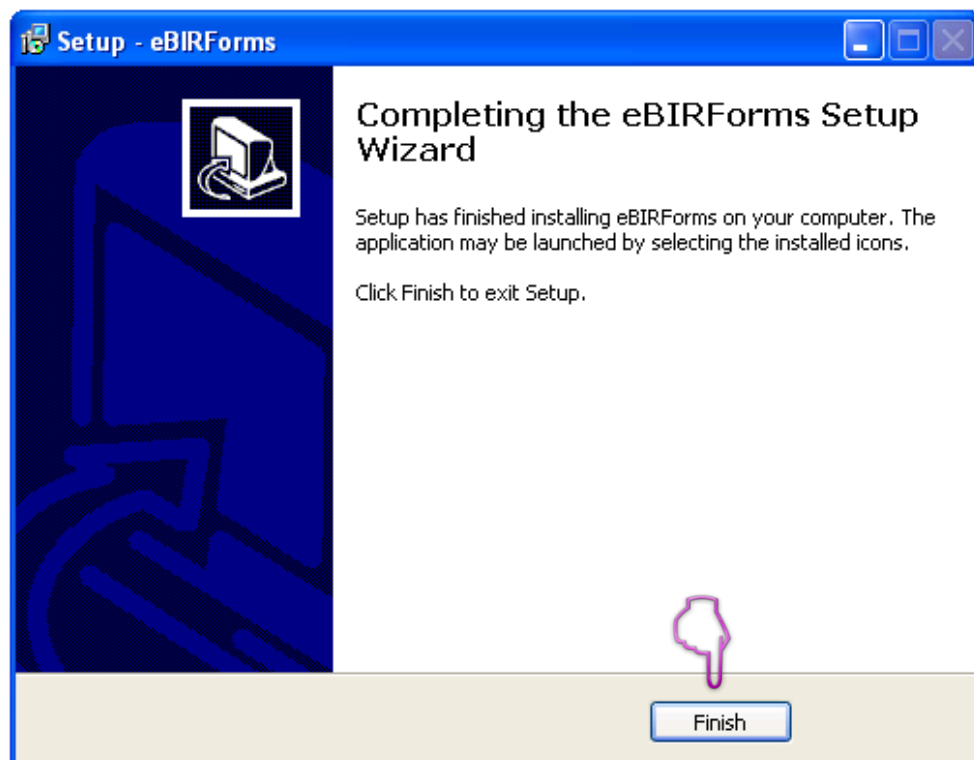 Setup - eBIRForms
Completing the eBIRForms Setup
Wizard
Setup has finished installing eBIRForms on your computer. The
application may be launched by selecting the installed icons.
Click Finish to exit Setup.
Finish